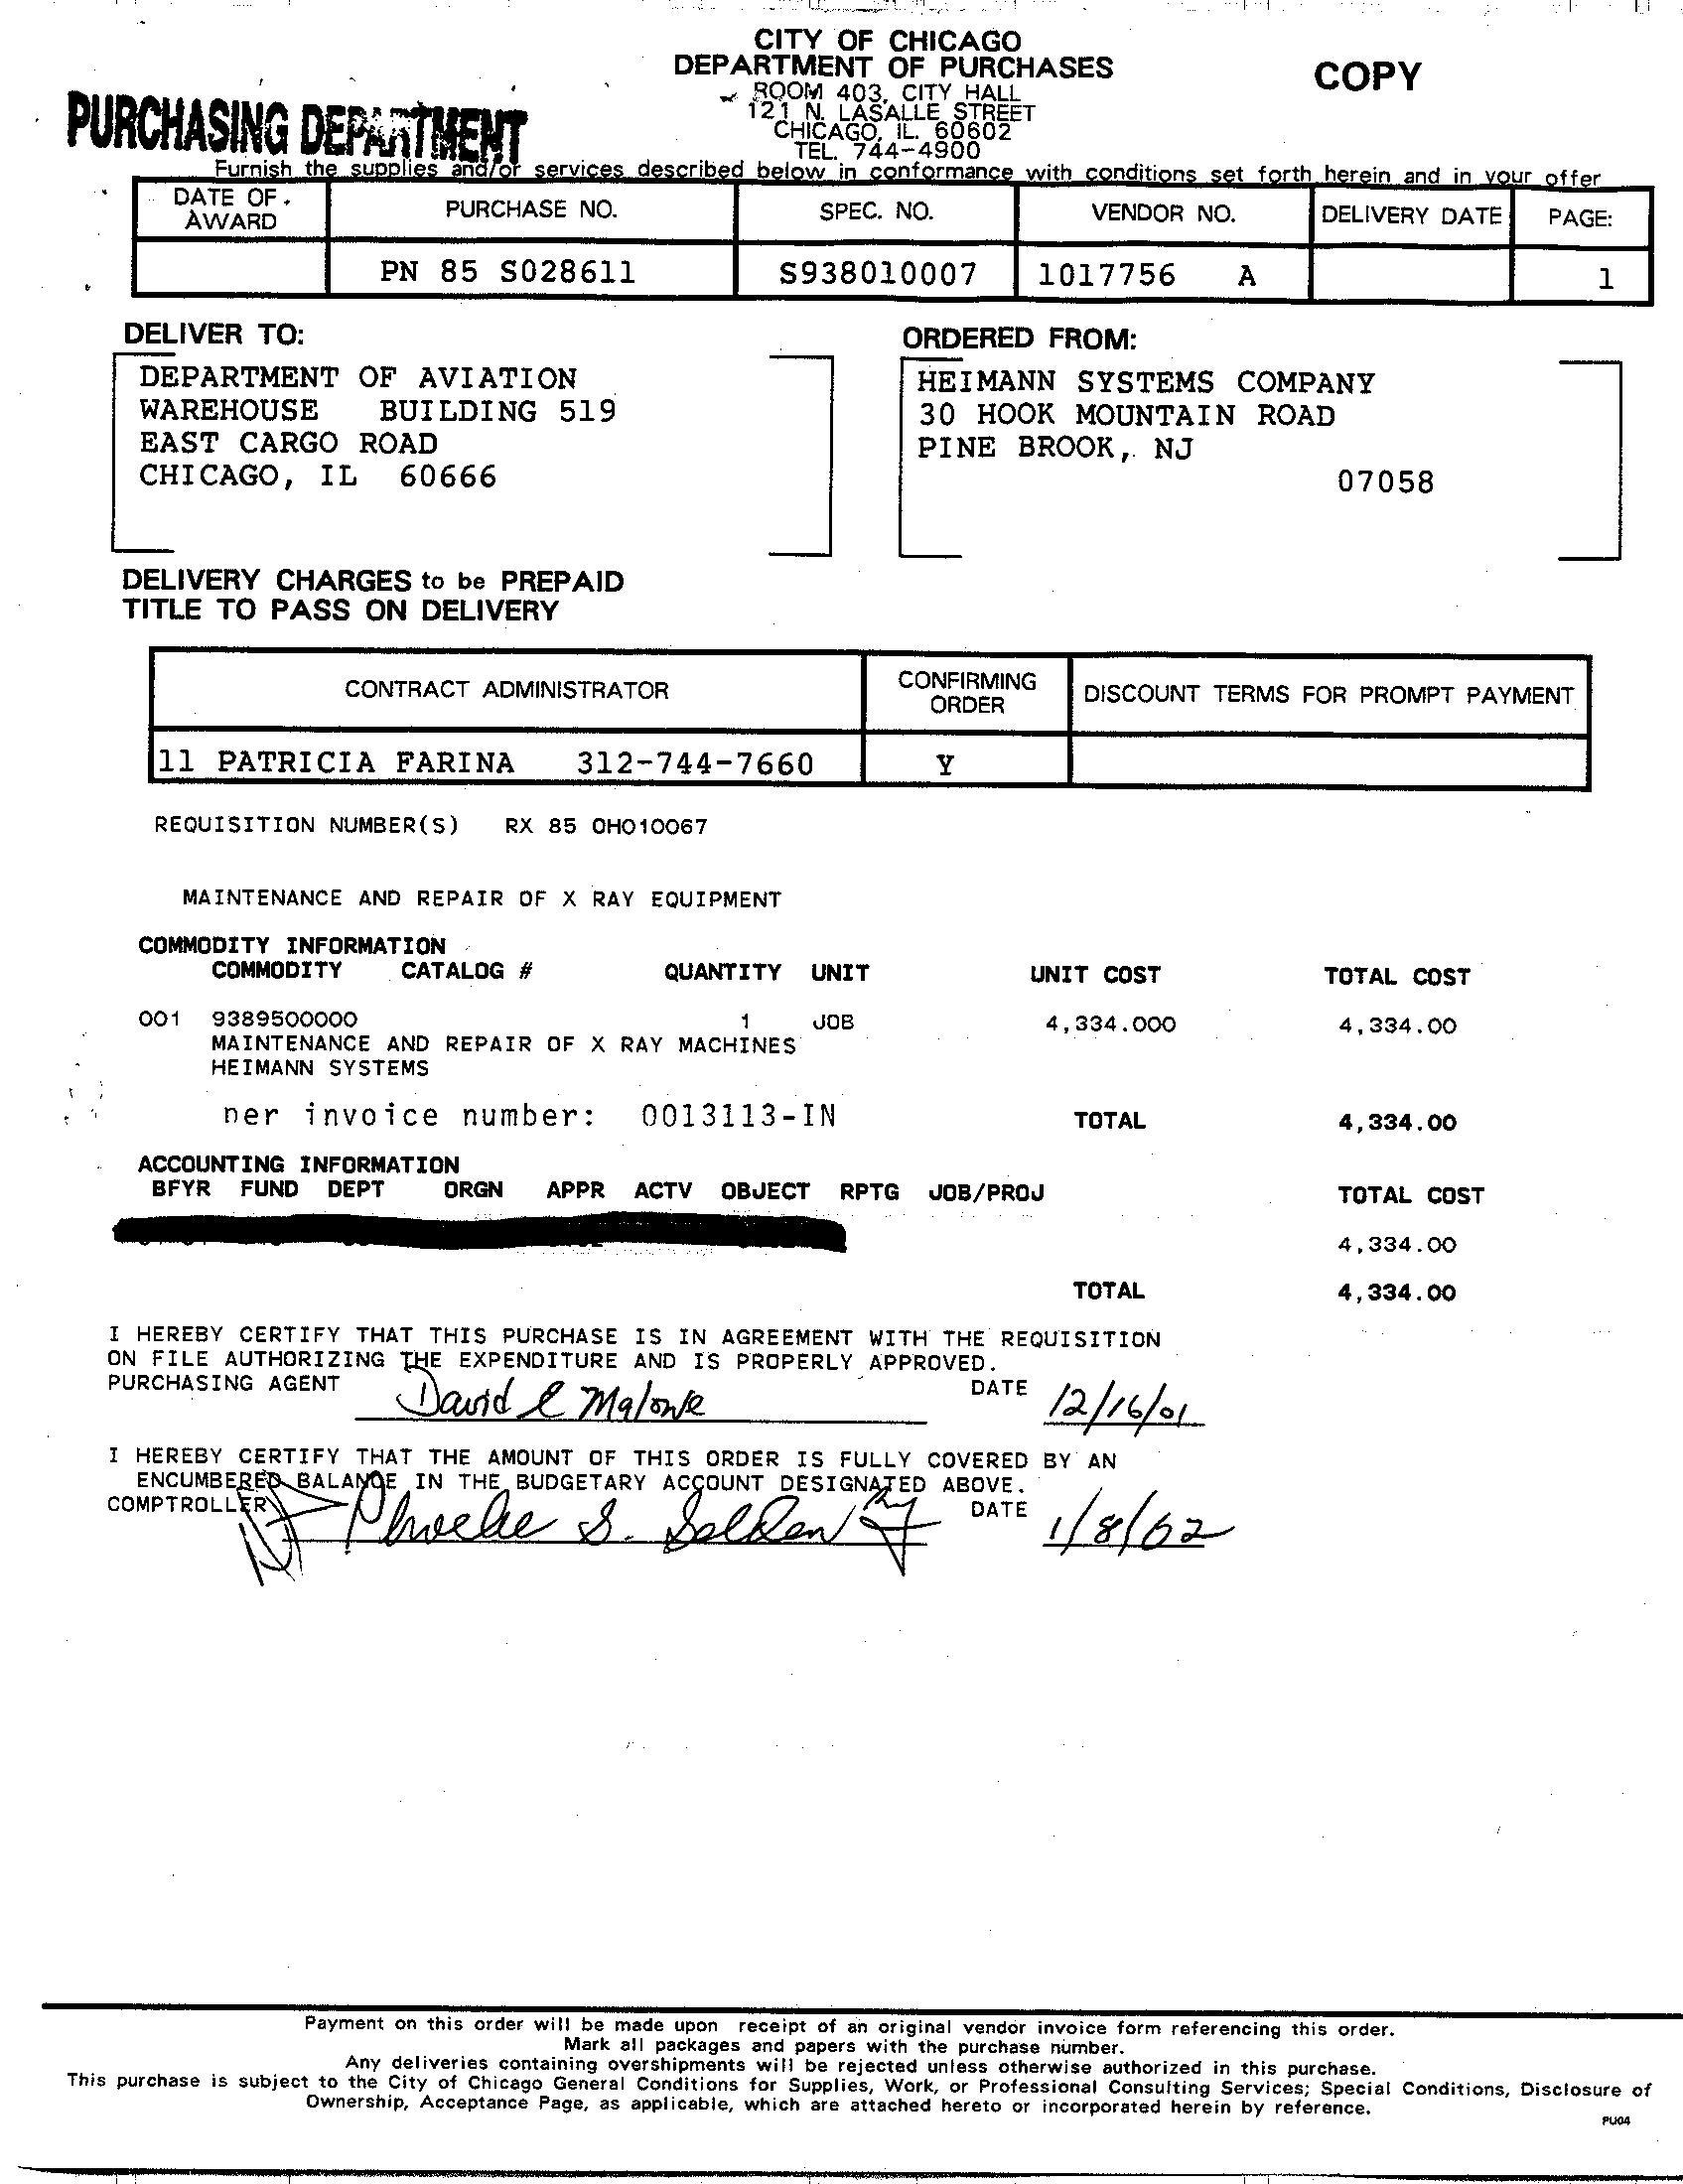 CITY OF CHICAGO
DEPARTMENT OF PURCHASES
ROOM 403, CITY HALL
121 N. LASALLE STREET
CHICAGO, IL. 60602
TEL. 744-4900
COPY
PURCHASING DEPARTMENT
Furnish the supplies and/or services described below in conformance with conditions set forth herein and in your offer
DATE OF AWARD PURCHASE NO. SPEC. NO. VENDOR NO. DELIVERY DATE PAGE:
PN 85 S028611 S938010007 1017756 A 1
DELIVER TO:
DEPARTMENT OF AVIATION
WAREHOUSE BUILDING 519
EAST CARGO ROAD
CHICAGO, IL 60666
ORDERED FROM:
HEIMANN SYSTEMS COMPANY
30 HOOK MOUNTAIN ROAD
PINE BROOK, NJ
07058
DELIVERY CHARGES to be PREPAID
TITLE TO PASS ON DELIVERY
CONTRACT ADMINISTRATOR CONFIRMING ORDER DISCOUNT TERMS FOR PROMPT PAYMENT
11 PATRICIA FARINA 312-744-7660 Y
REQUISITION NUMBER(S) RX 85 OHO10067
MAINTENANCE AND REPAIR OF X RAY EQUIPMENT
COMMODITY INFORMATION
COMMODITY CATALOG # QUANTITY UNIT UNIT COST TOTAL COST
001 9389500000 1 JOB 4,334.000 4,334.00
MAINTENANCE AND REPAIR OF X RAY MACHINES
HEIMANN SYSTEMS
per invoice number: 0013113-IN TOTAL 4,334.00
ACCOUNTING INFORMATION
BFYR FUND DEPT ORGN APPR ACTV OBJECT RPTG JOB/PROJ TOTAL COST
4,334.00
TOTAL 4,334.00
I HEREBY CERTIFY THAT THIS PURCHASE IS IN AGREEMENT WITH THE REQUISITION
ON FILE AUTHORIZING THE EXPENDITURE AND IS PROPERLY APPROVED.
PURCHASING AGENT David E Malone DATE 12/16/01
I HEREBY CERTIFY THAT THE AMOUNT OF THIS ORDER IS FULLY COVERED BY AN
ENCUMBERED BALANCE IN THE BUDGETARY ACCOUNT DESIGNATED ABOVE.
COMPTROLLER Phoebe S. Selden DATE 1/8/02
Payment on this order will be made upon receipt of an original vendor invoice form referencing this order.
Mark all packages and papers with the purchase number.
Any deliveries containing overshipments will be rejected unless otherwise authorized in this purchase.
This purchase is subject to the City of Chicago General Conditions for Supplies, Work, or Professional Consulting Services; Special Conditions, Disclosure of
Ownership, Acceptance Page, as applicable, which are attached hereto or incorporated herein by reference.
PU04